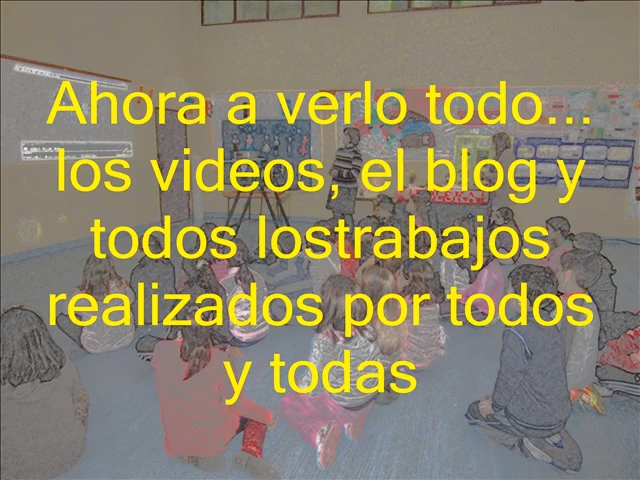 Ahora a verlo todo...
los videos, el blog y
todos lostrabajos
realizados por todos
y todas